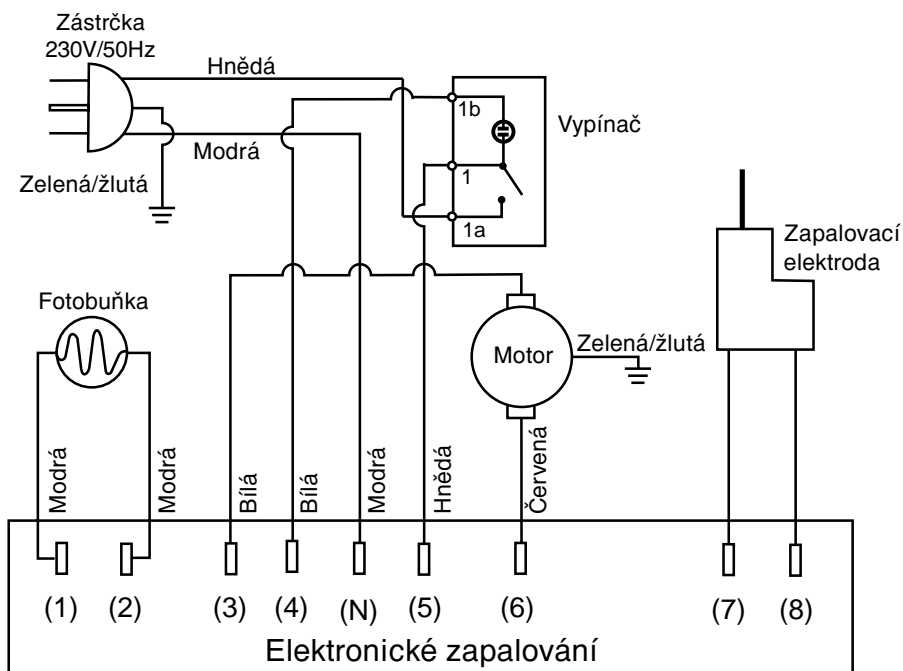 Zástrčka
230V/50Hz
Hnědá
1b
Vypínač
Modrá
1
Zelená/žlutá
1a
Zapalovací
elektroda
Fotobuňka
Motor
Zelená/žlutá
Modrá
Modrá
Bílá
Bílá
Modrá
Hnědá
Červená
(1) (2) (3) (4) (N) (5) (6) (7) (8)
Elektronické zapalování